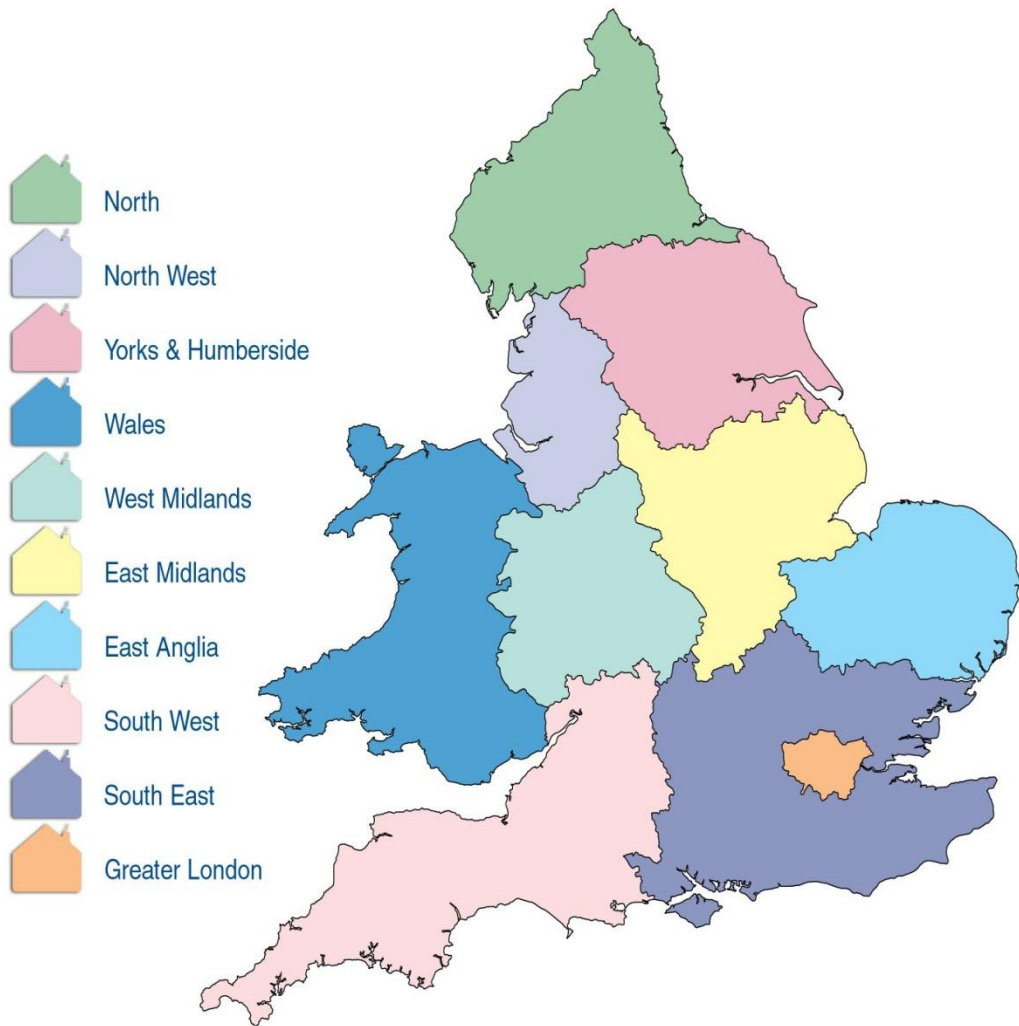 North
North West
Yorks & Humberside
Wales
West Midlands
East Midlands
East Anglia
South West
South East
Greater London